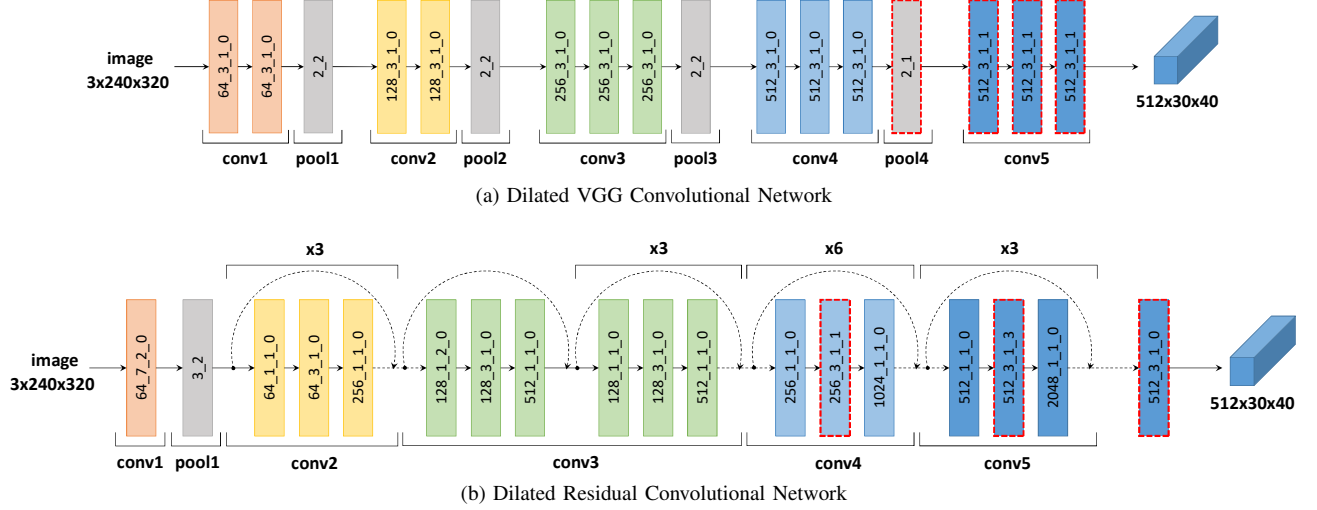 image
3x240x320
64_3_1_0
64_3_1_0
2_2
128_3_1_0
128_3_1_0
2_2
256_3_1_0
256_3_1_0
256_3_1_0
2_2
512_3_1_0
512_3_1_0
512_3_1_0
2_1
512_3_1_1
512_3_1_1
512_3_1_1
512x30x40
conv1
pool1
conv2
pool2
conv3
pool3
conv4
pool4
conv5
(a) Dilated VGG Convolutional Network
x3
x3
x6
x3
image
3x240x320
64_7_2_0
3_2
64_1_1_0
64_3_1_0
256_1_1_0
128_1_2_0
128_3_1_0
512_1_1_0
128_1_1_0
128_3_1_0
512_1_1_0
256_1_1_0
256_3_1_1
1024_1_1_0
512_1_1_0
512_3_1_3
2048_1_1_0
512_3_1_0
512x30x40
conv1
pool1
conv2
conv3
conv4
conv5
(b) Dilated Residual Convolutional Network